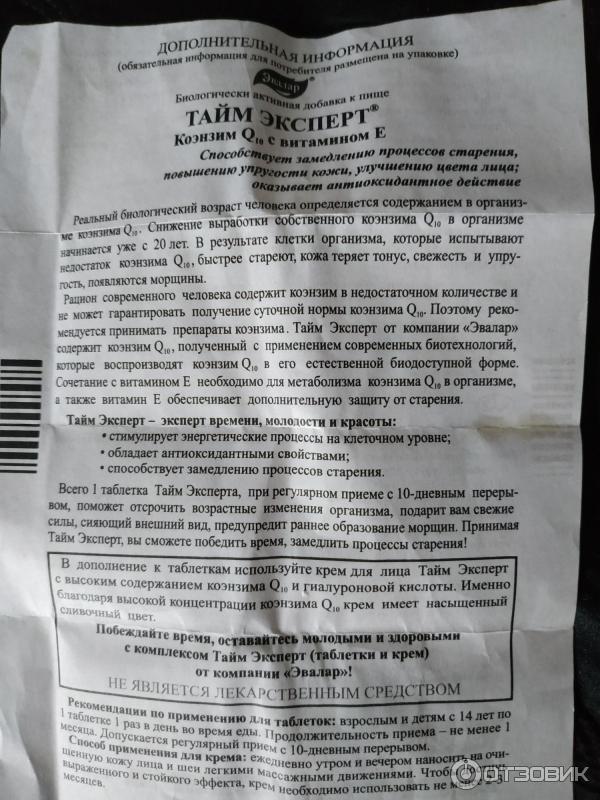 ДОПОЛНИТЕЛЬНАЯ ИНФОРМАЦИЯ
(обязательная информация для потребителя размещена на упаковке)
Эвалар®
Биологически активная добавка к пище
ТАЙМ ЭКСПЕРТ®
Коэнзим Q10 с витамином Е
Способствует замедлению процессов старения,
повышению упругости кожи, улучшению цвета лица;
оказывает антиоксидантное действие
Реальный биологический возраст человека определяется содержанием в организ-
ме коэнзима Q10. Снижение выработки собственного коэнзима Q10 в организме
начинается уже с 20 лет. В результате клетки организма, которые испытывают
недостаток коэнзима Q10, быстрее стареют, кожа теряет тонус, свежесть и упру-
гость, появляются морщины.
Рацион современного человека содержит коэнзим в недостаточном количестве и
не может гарантировать получение суточной нормы коэнзима Q10. Поэтому реко-
мендуется принимать препараты коэнзима. Тайм Эксперт от компании «Эвалар»
содержит коэнзим Q10, полученный с применением современных биотехнологий,
которые воспроизводят коэнзим Q10 в его естественной биодоступной форме.
Сочетание с витамином Е необходимо для метаболизма коэнзима Q10 в организме,
а также витамин Е обеспечивает дополнительную защиту от старения.
Тайм Эксперт – эксперт времени, молодости и красоты:
• стимулирует энергетические процессы на клеточном уровне;
• обладает антиоксидантными свойствами;
• способствует замедлению процессов старения.
Всего 1 таблетка Тайм Эксперта, при регулярном приеме с 10-дневным переры-
вом, поможет отсрочить возрастные изменения организма, подарит вам свежие
силы, сияющий внешний вид, предупредит раннее образование морщин. Принимая
Тайм Эксперт, вы сможете победить время, замедлить процессы старения!
В дополнение к таблеткам используйте крем для лица Тайм Эксперт
с высоким содержанием коэнзима Q10 и гиалуроновой кислоты. Именно
благодаря высокой концентрации коэнзима Q10 крем имеет насыщенный
сливочный цвет.
Побеждайте время, оставайтесь молодыми и здоровыми
с комплексом Тайм Эксперт (таблетки и крем)
от компании «Эвалар»!
НЕ ЯВЛЯЕТСЯ ЛЕКАРСТВЕННЫМ СРЕДСТВОМ
Рекомендации по применению для таблеток: взрослым и детям с 14 лет по
1 таблетке 1 раз в день во время еды. Продолжительность приема – не менее 1
месяца. Допускается регулярный прием с 10-дневным перерывом.
Способ применения для крема: ежедневно утром и вечером наносить на очи-
щенную кожу лица и шеи легкими массажными движениями. Чтобы
выраженного и стойкого эффекта, крем необходимо использовать не
месяцев.
ОТЗОВИК